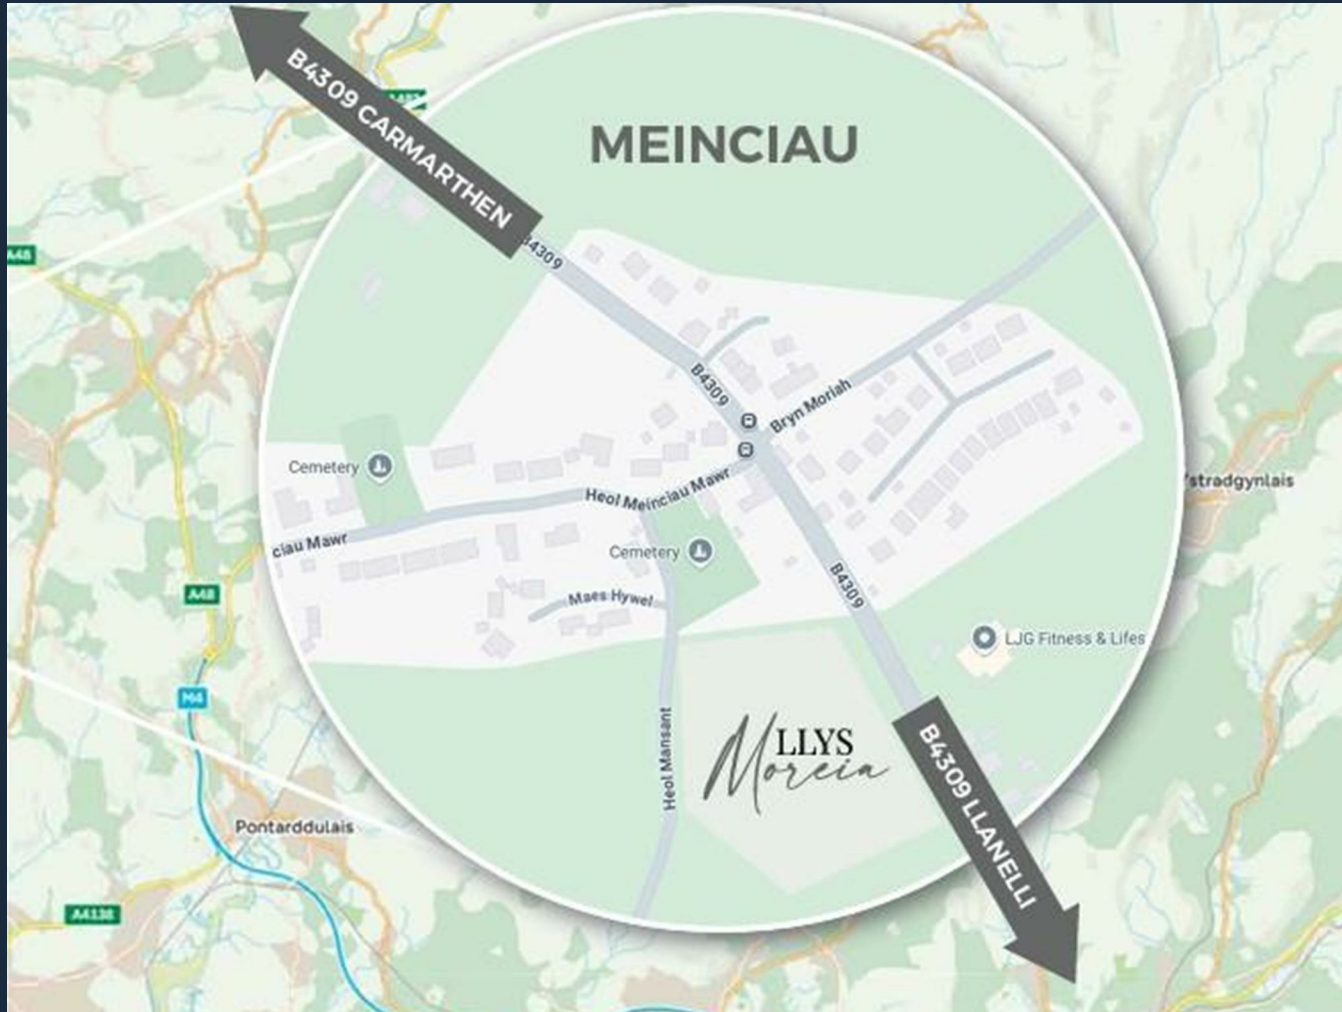 B4309 CARMARTHEN
MEINCIAU
A48
B4309
B4309
Bryn Moriah
Cemetery
Heol Meinciau Mawr
'stradgynlais
ciau Mawr
Cemetery
A48
Maes Hywel
B4309
LJG Fitness & Lifes
M4
LLYS
Moreia
Heol Mansant
B4309 LLANELLI
Pontarddulais
A4138